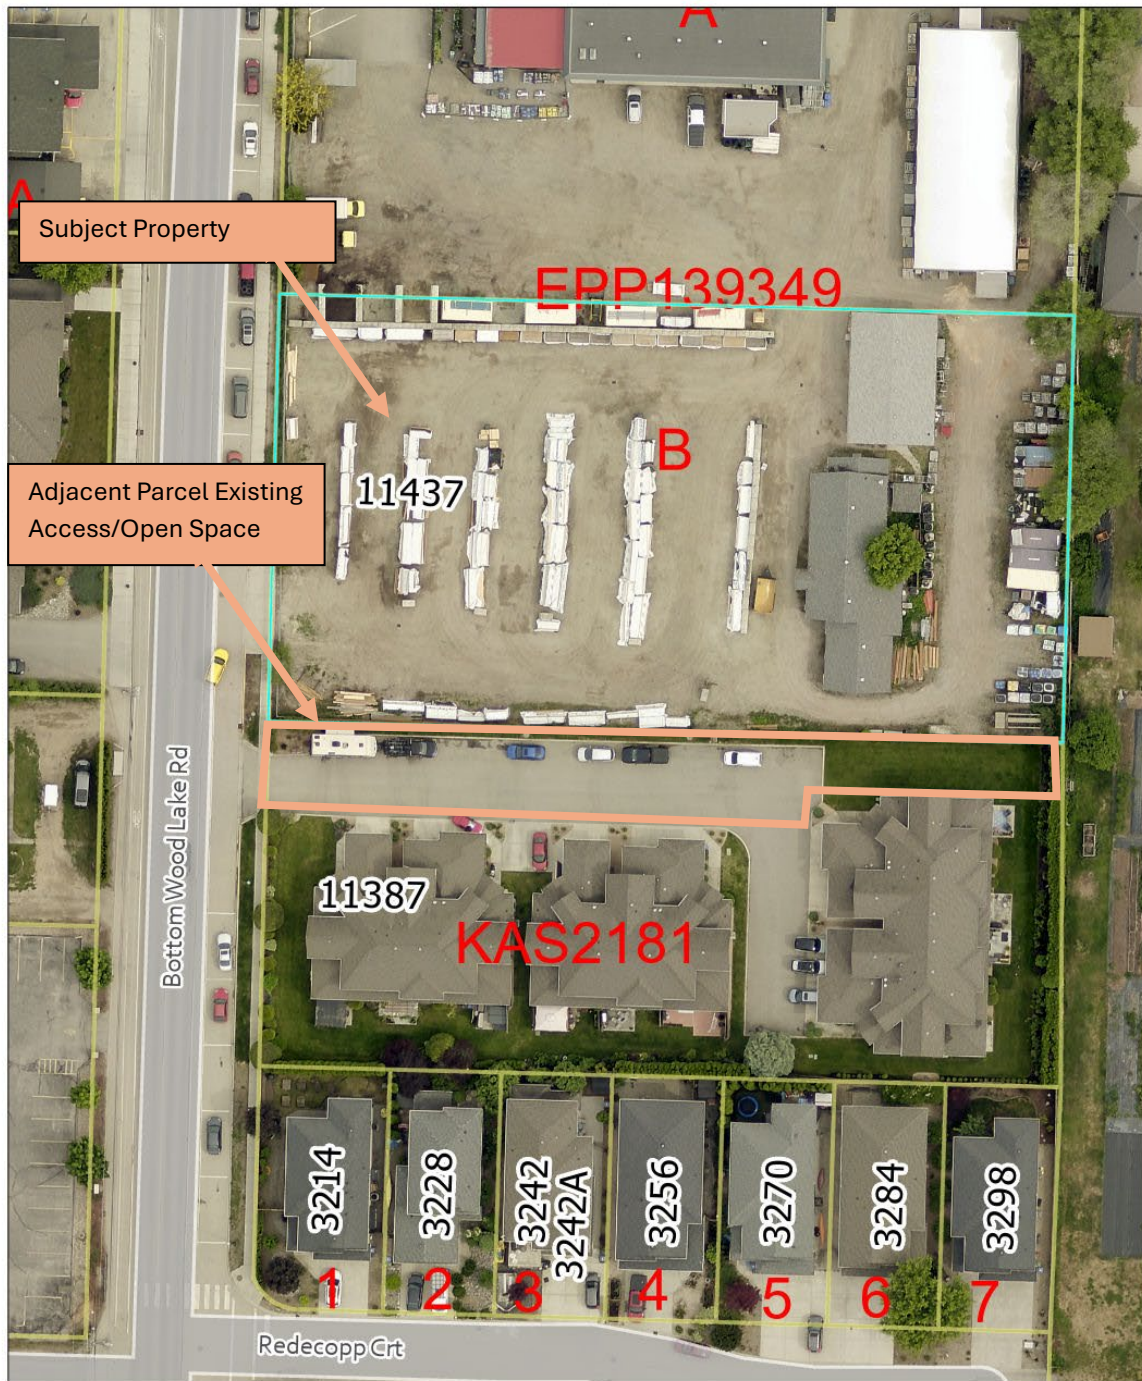 A
A
Subject Property
EPP139349
B
Adjacent Parcel Existing
Access/Open Space
11437
Bottom Wood Lake Rd
11387
KAS2181
3214
3228
3242
3242A
3256
3270
3284
3298
1
2
3
4
5
6
7
Redecopp Crt